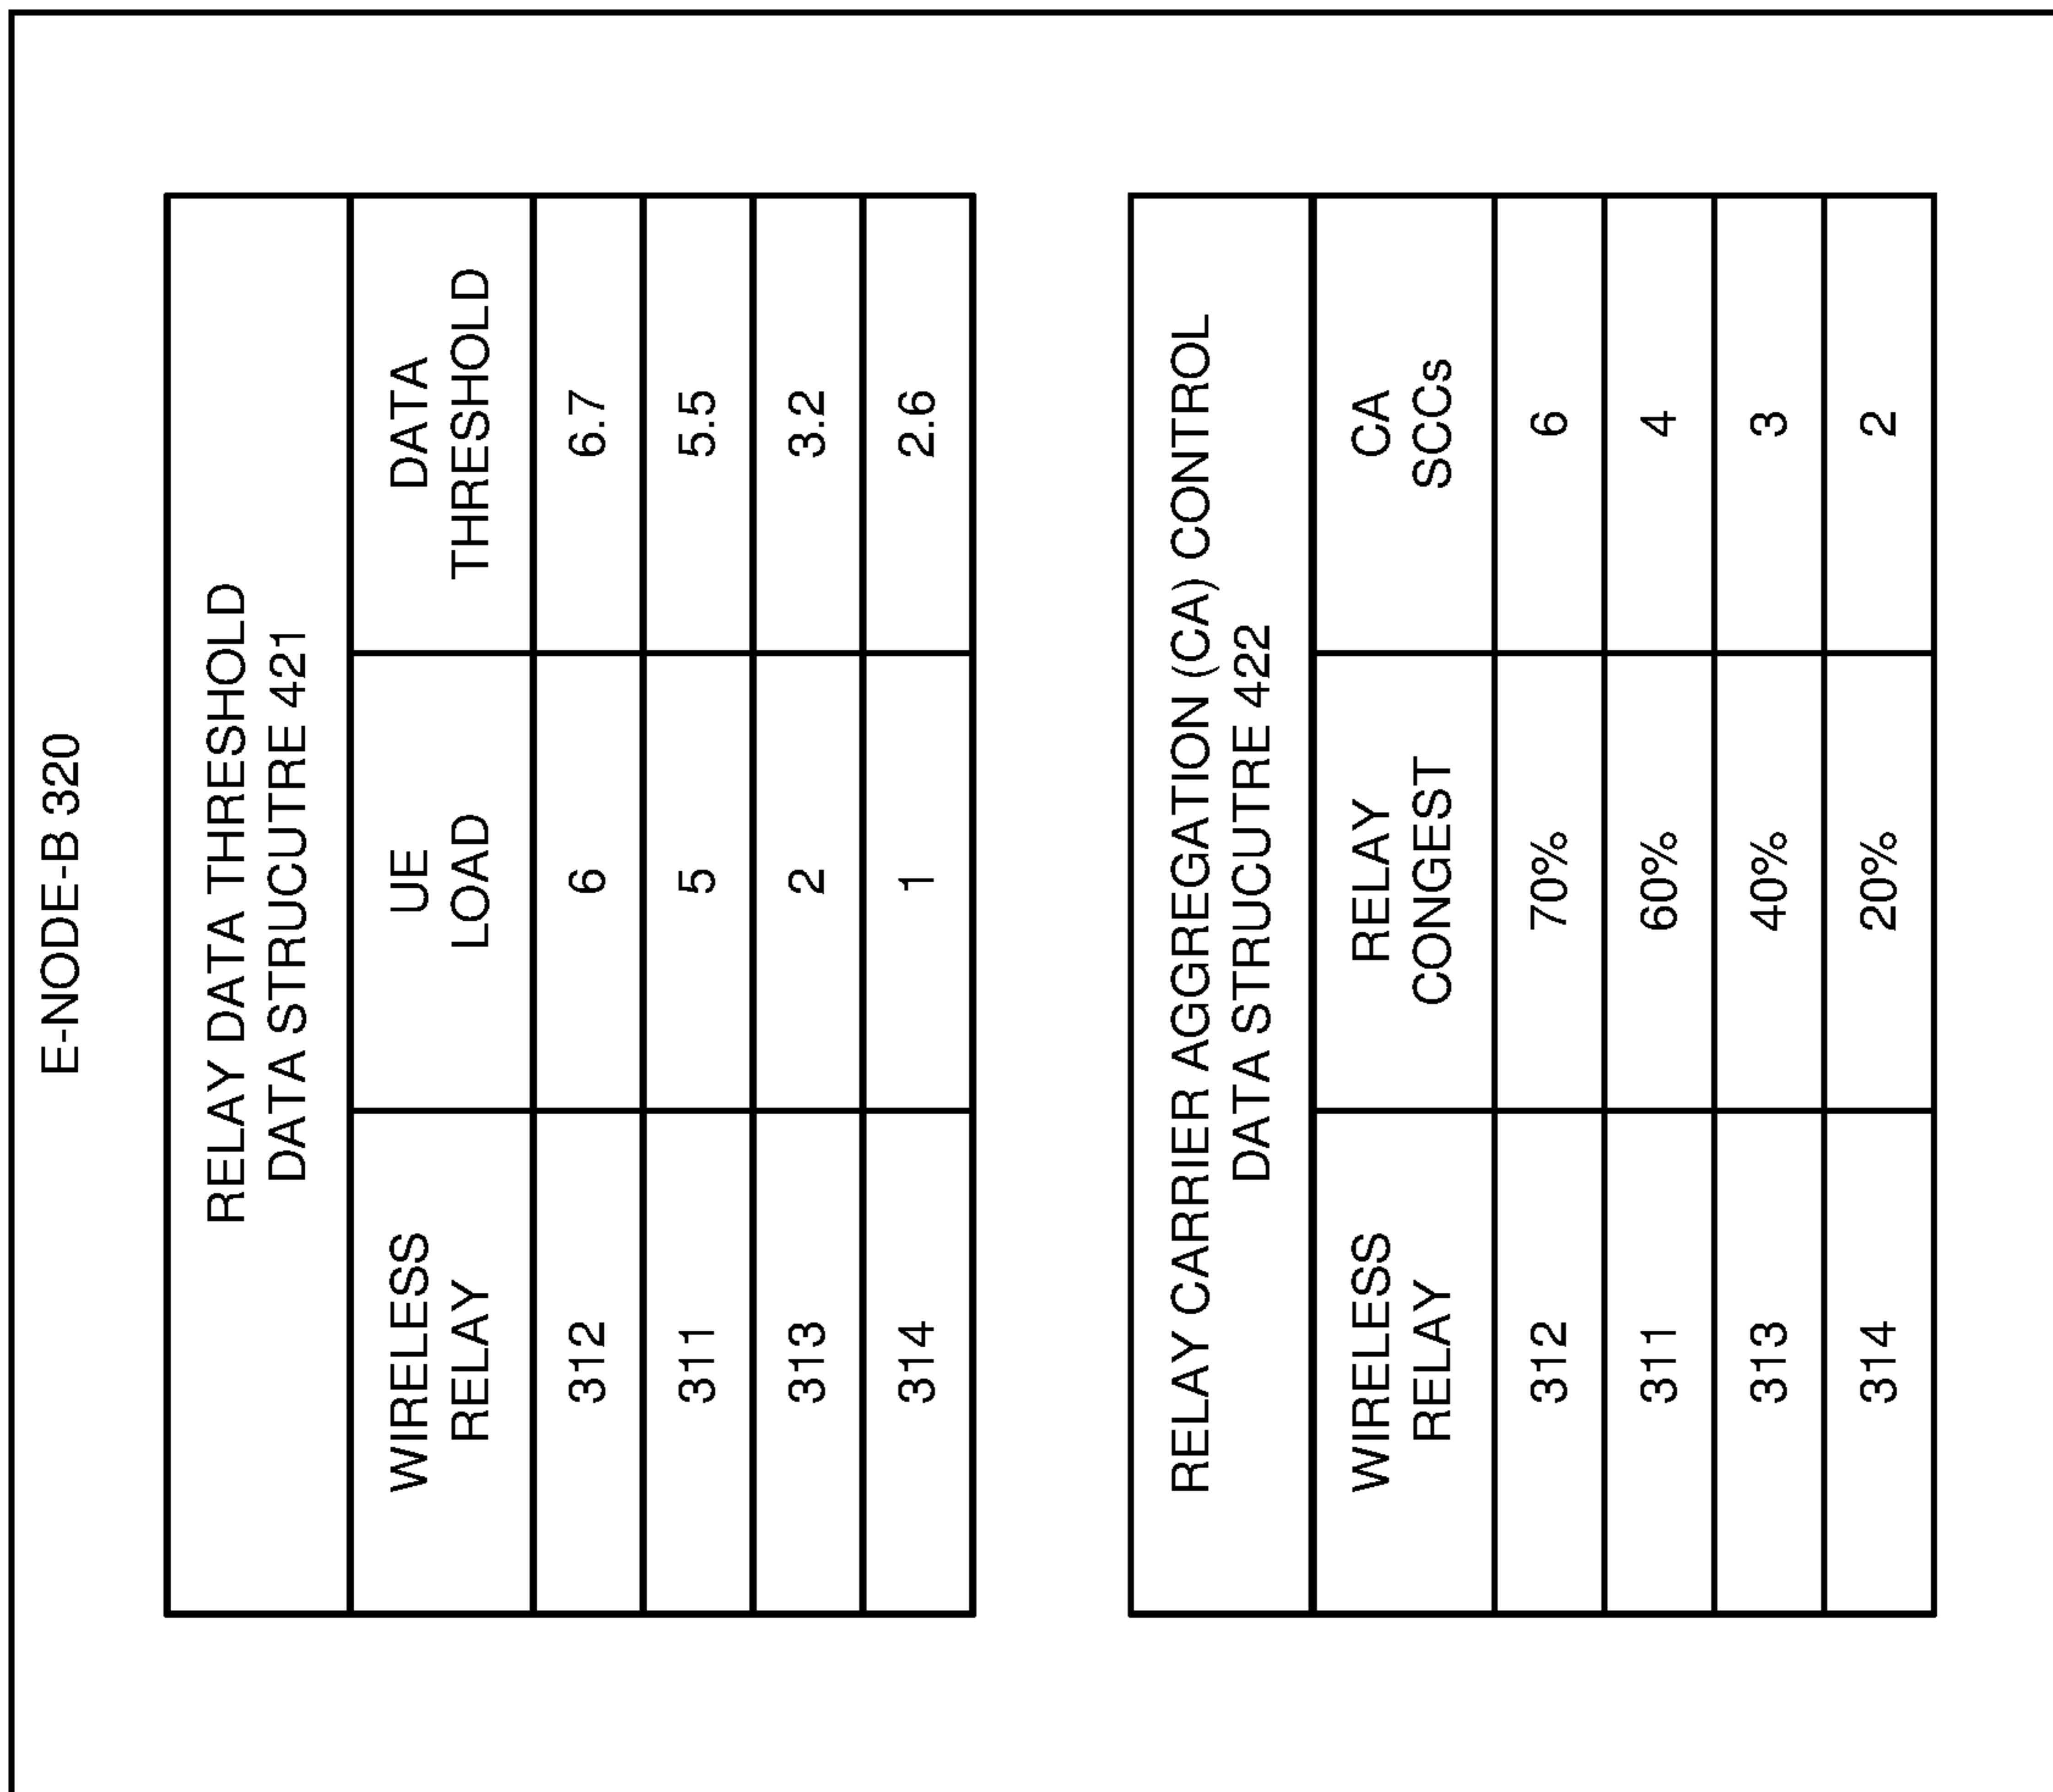 E-NODE-B 320
RELAY DATA THRESHOLD
DATA STRUCUTRE 421
WIRELESS RELAY
UE LOAD
DATA THRESHOLD
312 6 6.7
311 5 5.5
313 2 3.2
314 1 2.6
RELAY CARRIER AGGREGATION (CA) CONTROL
DATA STRUCUTRE 422
WIRELESS RELAY
RELAY CONGEST
CA SCCs
312 70% 6
311 60% 4
313 40% 3
314 20% 2